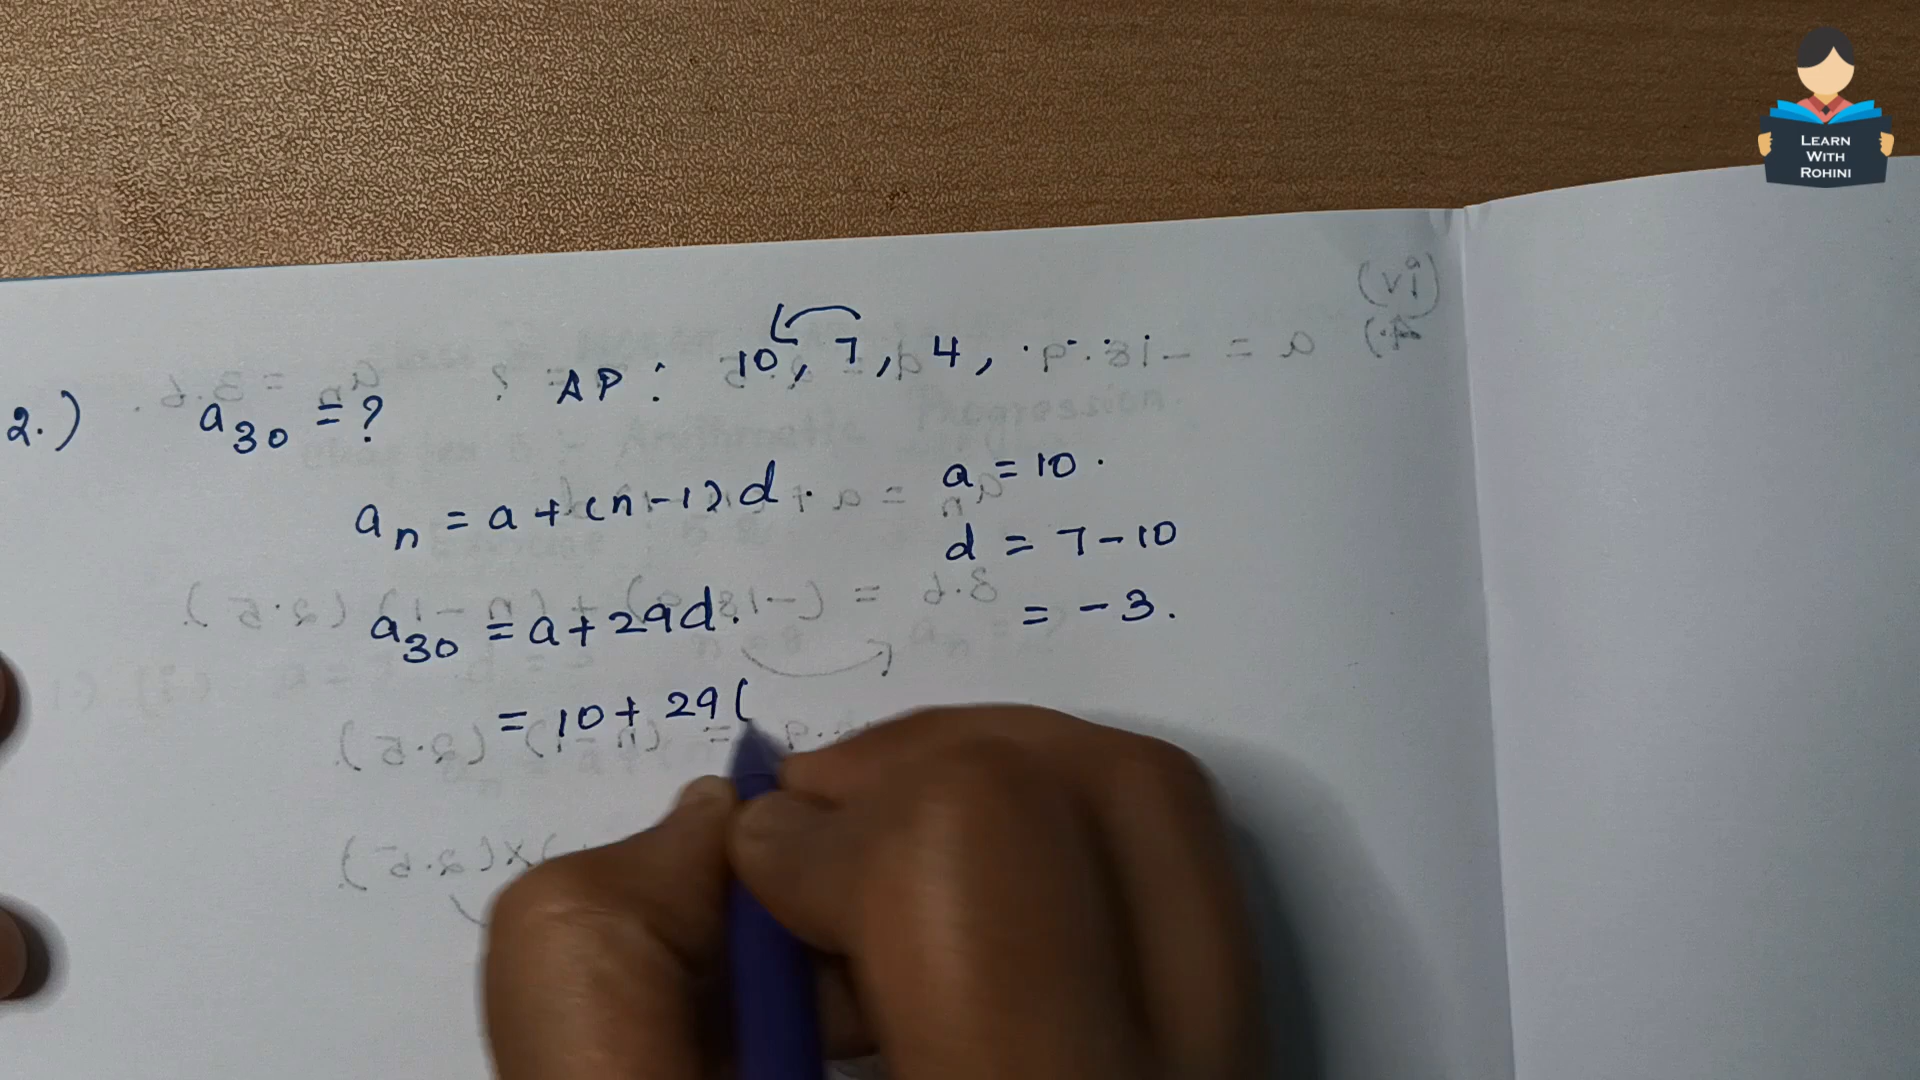 LEARN
WITH
ROHINI
2.) a₃₀ = ? AP : 10, 7, 4, . . . .
aₙ = a + (n-1)d . a = 10 .
d = 7 - 10
a₃₀ = a + 29d . = - 3 .
= 10 + 29 (